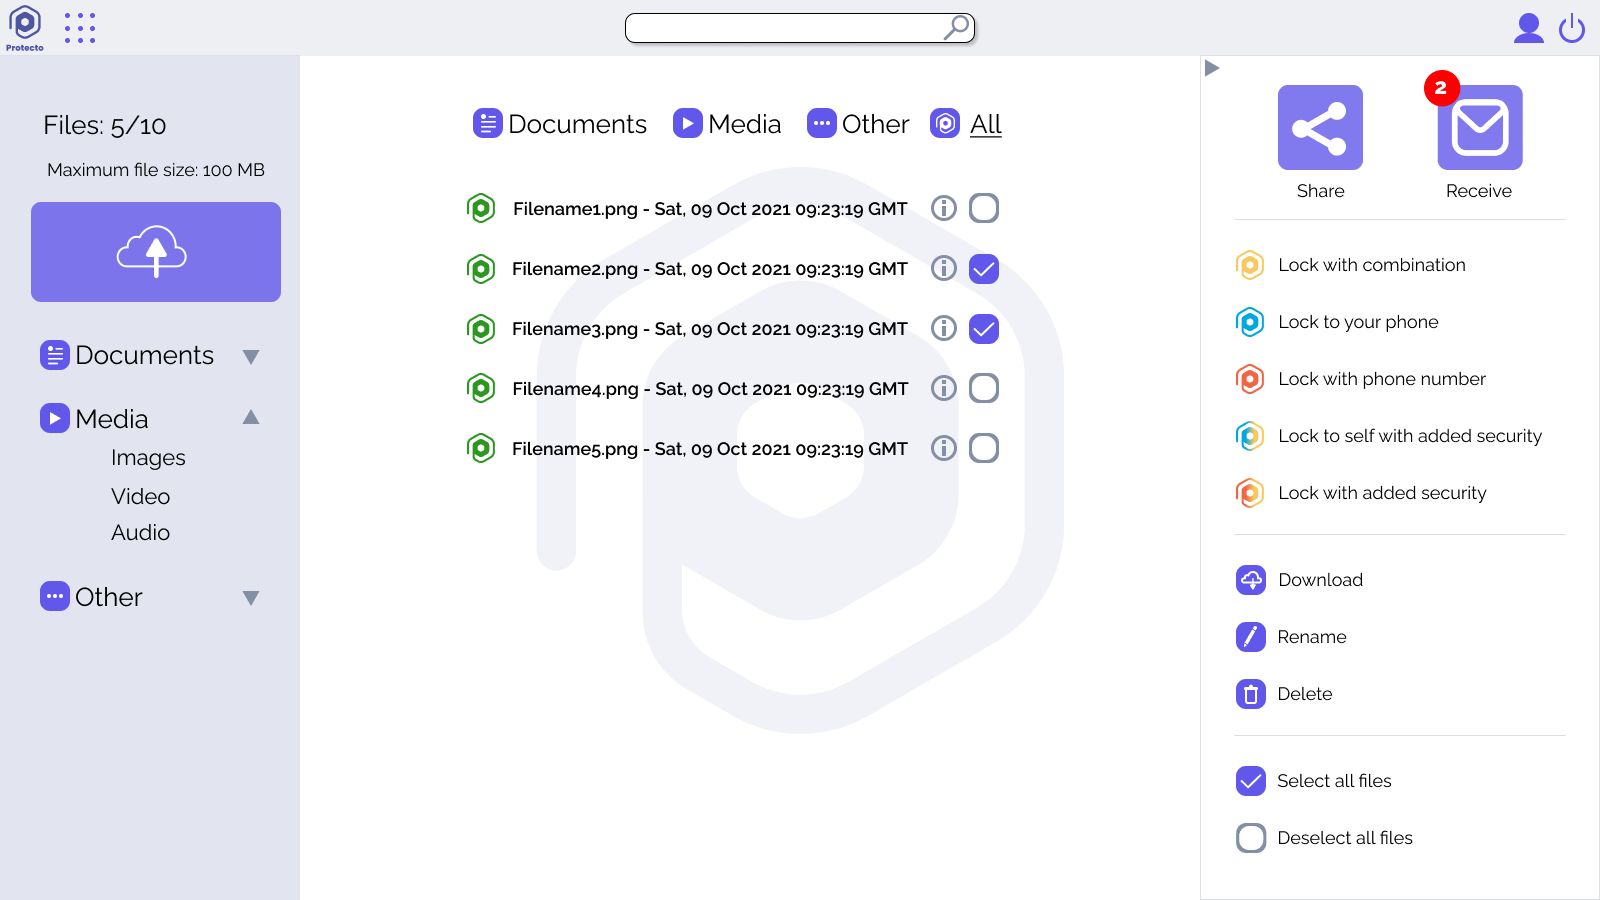 Protecto
Files: 5/10
Maximum file size: 100 MB
Documents
Media
Images
Video
Audio
Other
Documents
Media
Other
All
Filename1.png - Sat, 09 Oct 2021 09:23:19 GMT
Filename2.png - Sat, 09 Oct 2021 09:23:19 GMT
Filename3.png - Sat, 09 Oct 2021 09:23:19 GMT
Filename4.png - Sat, 09 Oct 2021 09:23:19 GMT
Filename5.png - Sat, 09 Oct 2021 09:23:19 GMT
2
Share
Receive
Lock with combination
Lock to your phone
Lock with phone number
Lock to self with added security
Lock with added security
Download
Rename
Delete
Select all files
Deselect all files